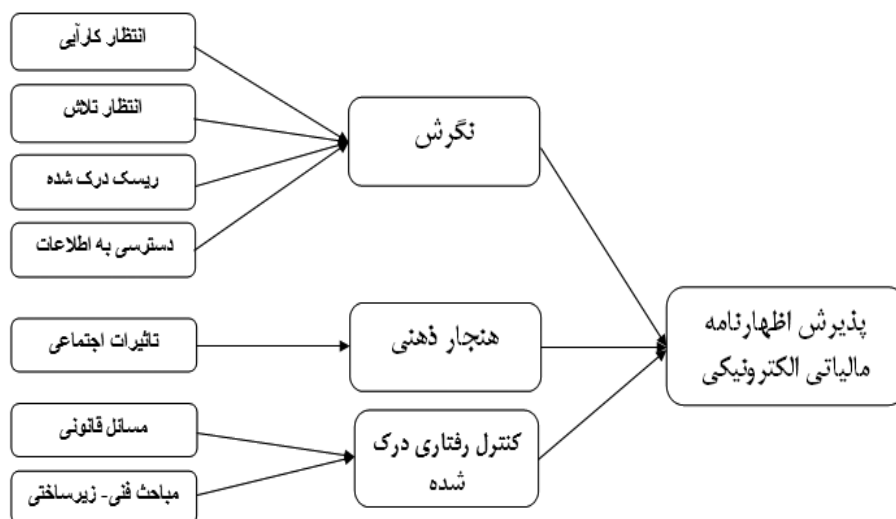 انتظار کارآیی
انتظار تلاش
ریسک درک شده
دسترسی به اطلاعات
تاثیرات اجتماعی
مسائل قانونی
مباحث فنی- زیرساختی
نگرش
هنجار ذهنی
کنترل رفتاری درک
شده
پذیرش اظهارنامه
مالیاتی الکترونیکی